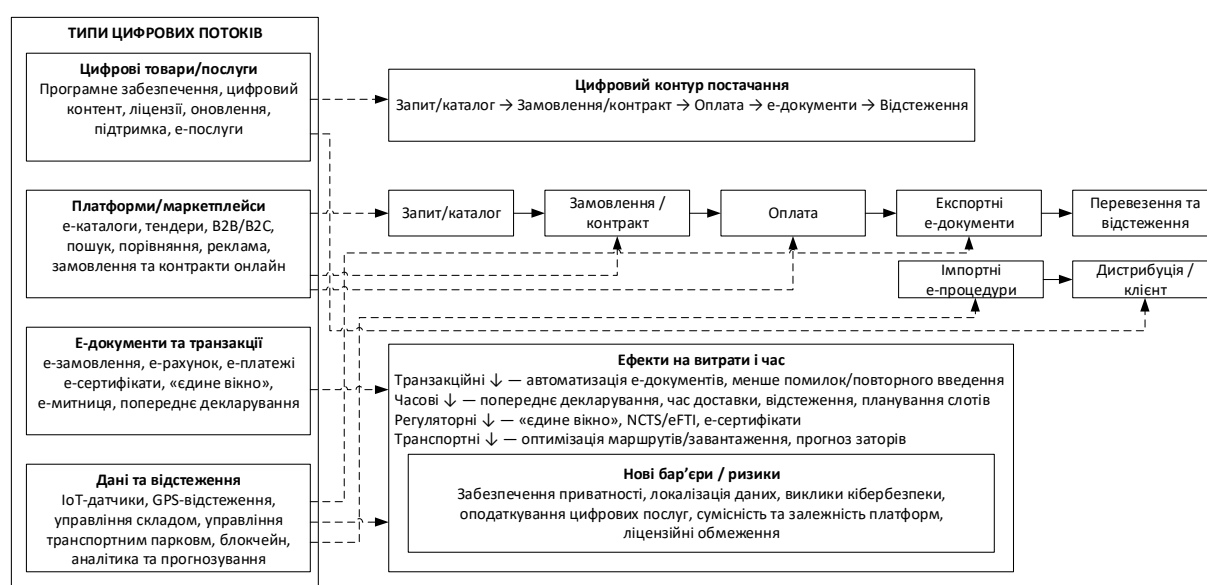 ТИПИ ЦИФРОВИХ ПОТОКІВ
Цифрові товари/послуги
Програмне забезпечення, цифровий
контент, ліцензії, оновлення,
підтримка, е-послуги
Цифровий контур постачання
Запит/каталог → Замовлення/контракт → Оплата → е-документи → Відстеження
Платформи/маркетплейси
е-каталоги, тендери, B2B/B2C,
пошук, порівняння, реклама,
замовлення та контракти онлайн
Запит/каталог
Замовлення /
контракт
Оплата
Експортні
е-документи
Перевезення та
відстеження
Імпортні
е-процедури
Дистрибуція /
клієнт
Е-документи та транзакції
е-замовлення, е-рахунок, е-платежі
е-сертифікати, «єдине вікно»,
е-митниця, попереднє декларування
Ефекти на витрати і час
Транзакційні ↓ — автоматизація е-документів, менше помилок/повторного введення
Часові ↓ — попереднє декларування, час доставки, відстеження, планування слотів
Регуляторні ↓ — «єдине вікно», NCTS/eFTI, е-сертифікати
Транспортні ↓ — оптимізація маршрутів/завантаження, прогноз заторів
Дані та відстеження
IoT-датчики, GPS-відстеження,
управління складом, управління
транспортним парковм, блокчейн,
аналітика та прогнозування
Нові бар’єри / ризики
Забезпечення приватності, локалізація даних, виклики кібербезпеки,
оподаткування цифрових послуг, сумісність та залежність платформ,
ліцензійні обмеження